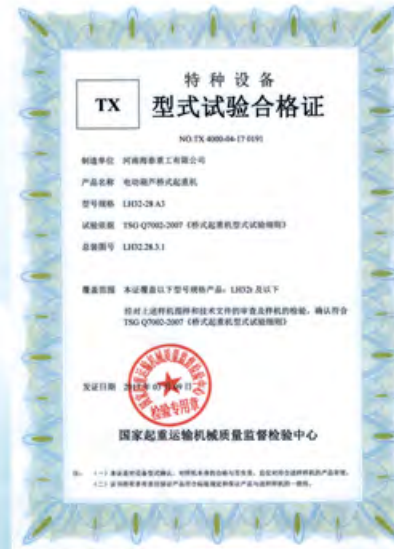 特种设备
TX
型式试验合格证
NO.TX 4000-04-17 0191
制造单位 河南海泰重工有限公司
产品名称 电动葫芦桥式起重机
型号规格 LH32-28 A3
试验依据 TSG Q7002-2007《桥式起重机型式试验细则》
总装图号 LH32.28.3.1
覆盖范围 本证覆盖以下型号规格产品：LH32t 及以下
经对上述样机图样和技术文件的审查及样机的检验，确认符合
TSG Q7002-2007《桥式起重机型式试验细则》
发证日期
检验专用章
国家起重运输机械质量监督检验中心